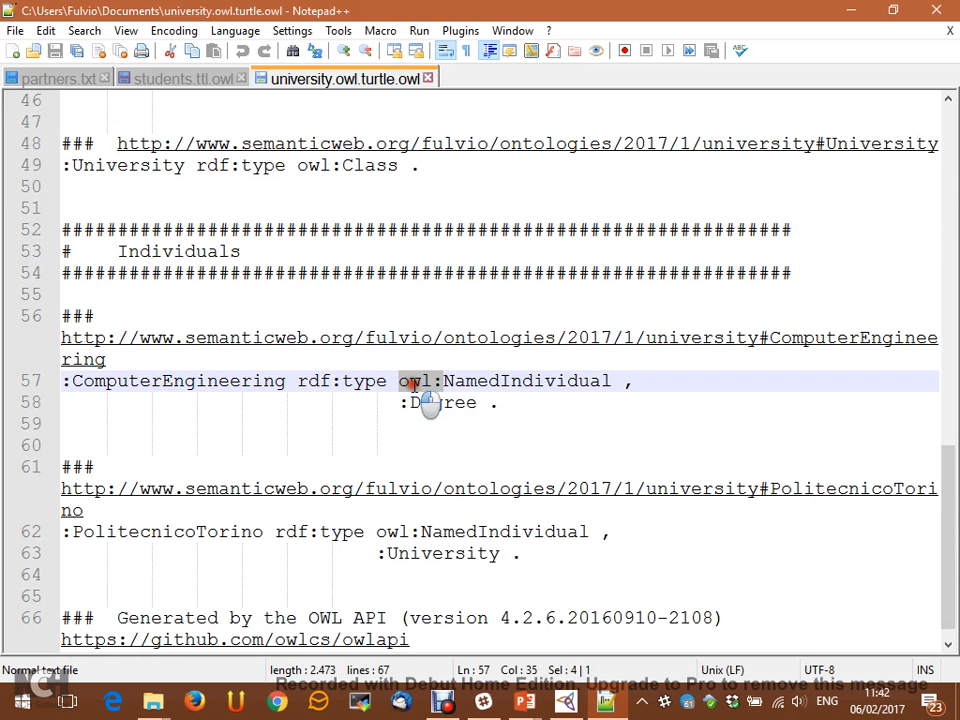 C:\Users\Fulvio\Documents\university.owl.turtle.owl - Notepad++
File Edit Search View Encoding Language Settings Tools Macro Run Plugins Window ? X
partners.txt students.ttl.owl university.owl.turtle.owl
46
47
48 ### http://www.semanticweb.org/fulvio/ontologies/2017/1/university#University
49 :University rdf:type owl:Class .
50
51
52 #################################################################
53 # Individuals
54 #################################################################
55
56 ###
http://www.semanticweb.org/fulvio/ontologies/2017/1/university#ComputerEnginee
ring
57 :ComputerEngineering rdf:type owl:NamedIndividual ,
58 :Degree .
59
60
61 ###
http://www.semanticweb.org/fulvio/ontologies/2017/1/university#PolitecnicoTori
no
62 :PolitecnicoTorino rdf:type owl:NamedIndividual ,
63 :University .
64
65
66 ### Generated by the OWL API (version 4.2.6.20160910-2108)
https://github.com/owlcs/owlapi
Normal text file length : 2.473 lines : 67 Ln : 57 Col : 35 Sel : 4 | 1 Unix (LF) UTF-8 INS
Recorded with Debut Home Edition. Upgrade to Pro to remove this message
NCH
61 ENG 11:42
06/02/2017 23